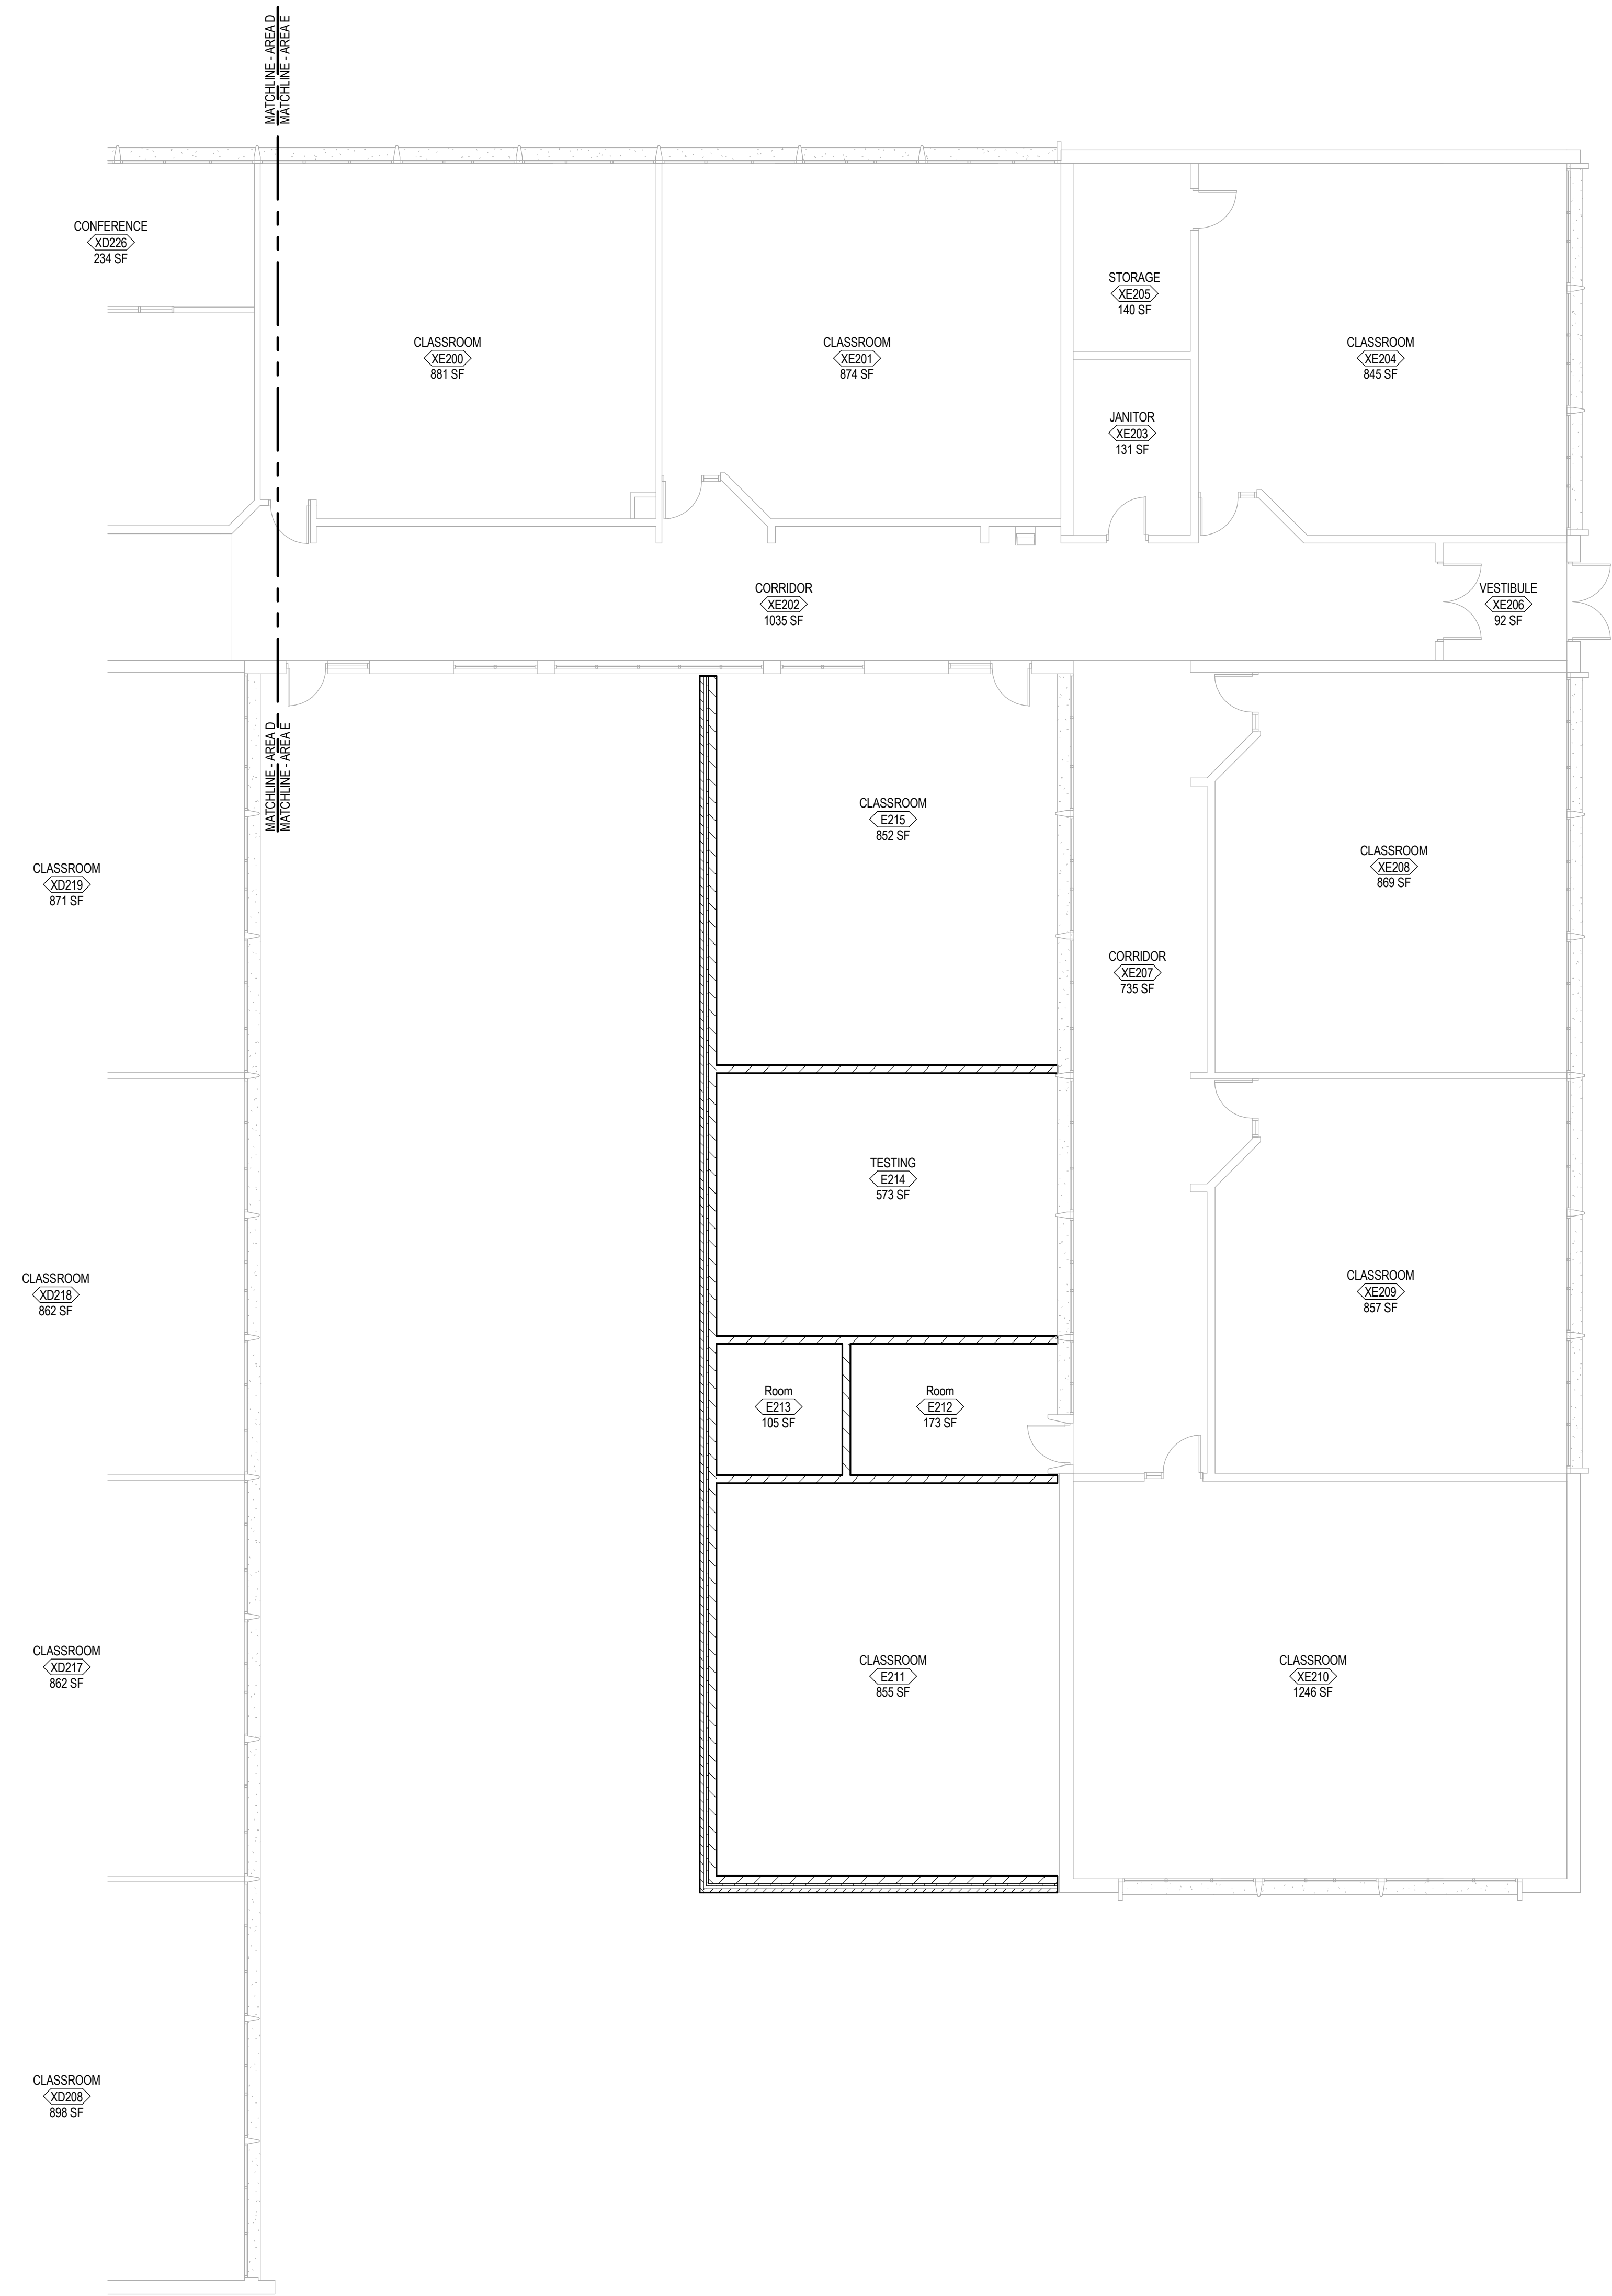 MATCHLINE - AREA D
MATCHLINE - AREA E
CONFERENCE
XD226
234 SF
STORAGE
XE205
140 SF
CLASSROOM
XE200
881 SF
CLASSROOM
XE201
874 SF
CLASSROOM
XE204
845 SF
JANITOR
XE203
131 SF
CORRIDOR
XE202
1035 SF
VESTIBULE
XE206
92 SF
MATCHLINE - AREA D
MATCHLINE - AREA E
CLASSROOM
E215
852 SF
CLASSROOM
XE208
869 SF
CLASSROOM
XD219
871 SF
CORRIDOR
XE207
735 SF
TESTING
E214
573 SF
CLASSROOM
XD218
862 SF
CLASSROOM
XE209
857 SF
Room
E213
105 SF
Room
E212
173 SF
CLASSROOM
XD217
862 SF
CLASSROOM
E211
855 SF
CLASSROOM
XE210
1246 SF
CLASSROOM
XD208
898 SF